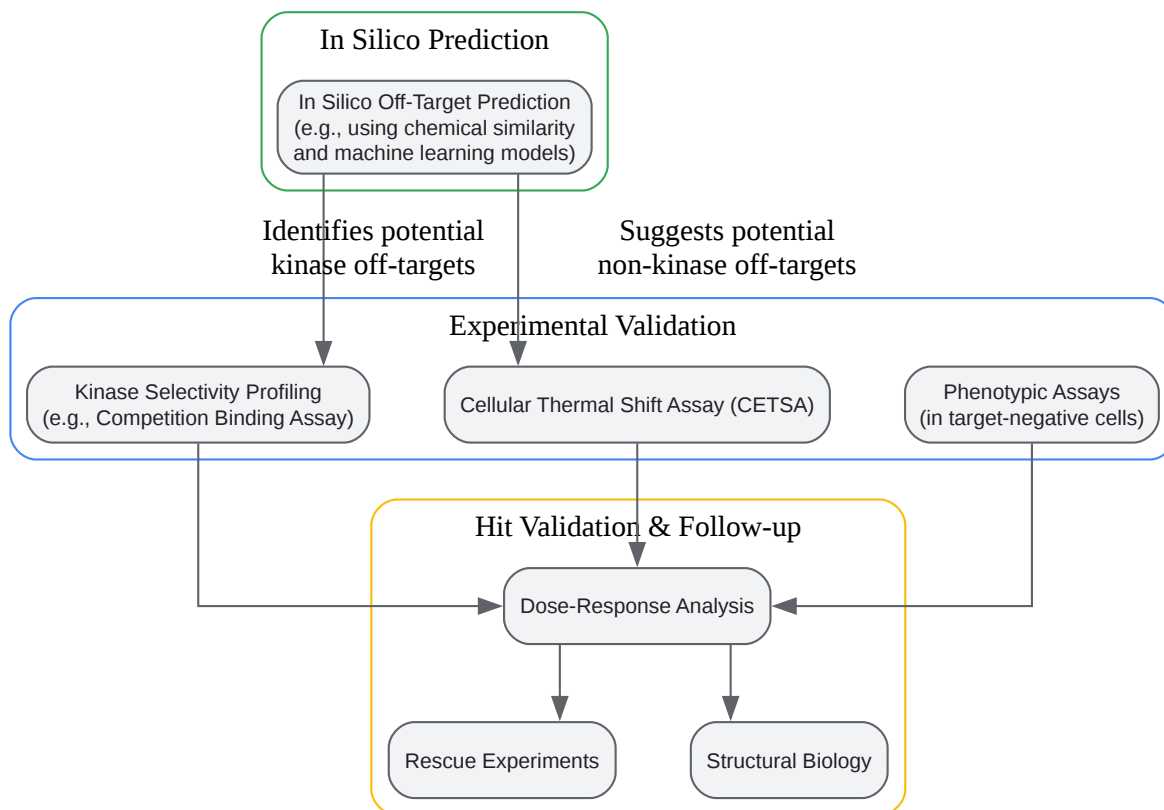 In Silico Prediction
In Silico Off-Target Prediction
(e.g., using chemical similarity
and machine learning models)
Identifies potential
kinase off-targets
Suggests potential
non-kinase off-targets
Experimental Validation
Kinase Selectivity Profiling
(e.g., Competition Binding Assay)
Cellular Thermal Shift Assay (CETSA)
Phenotypic Assays
(in target-negative cells)
Hit Validation & Follow-up
Dose-Response Analysis
Rescue Experiments
Structural Biology